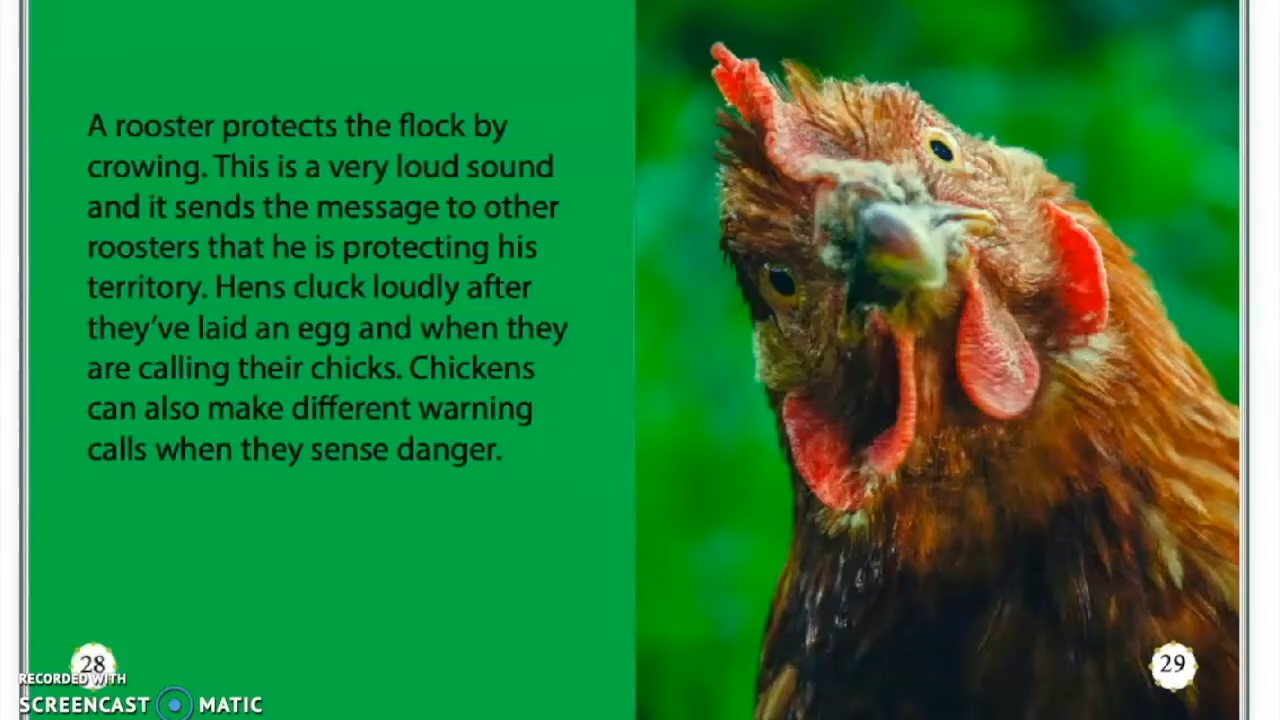 A rooster protects the flock by
crowing. This is a very loud sound
and it sends the message to other
roosters that he is protecting his
territory. Hens cluck loudly after
they've laid an egg and when they
are calling their chicks. Chickens
can also make different warning
calls when they sense danger.
28
29
RECORDED WITH
SCREENCAST MATIC